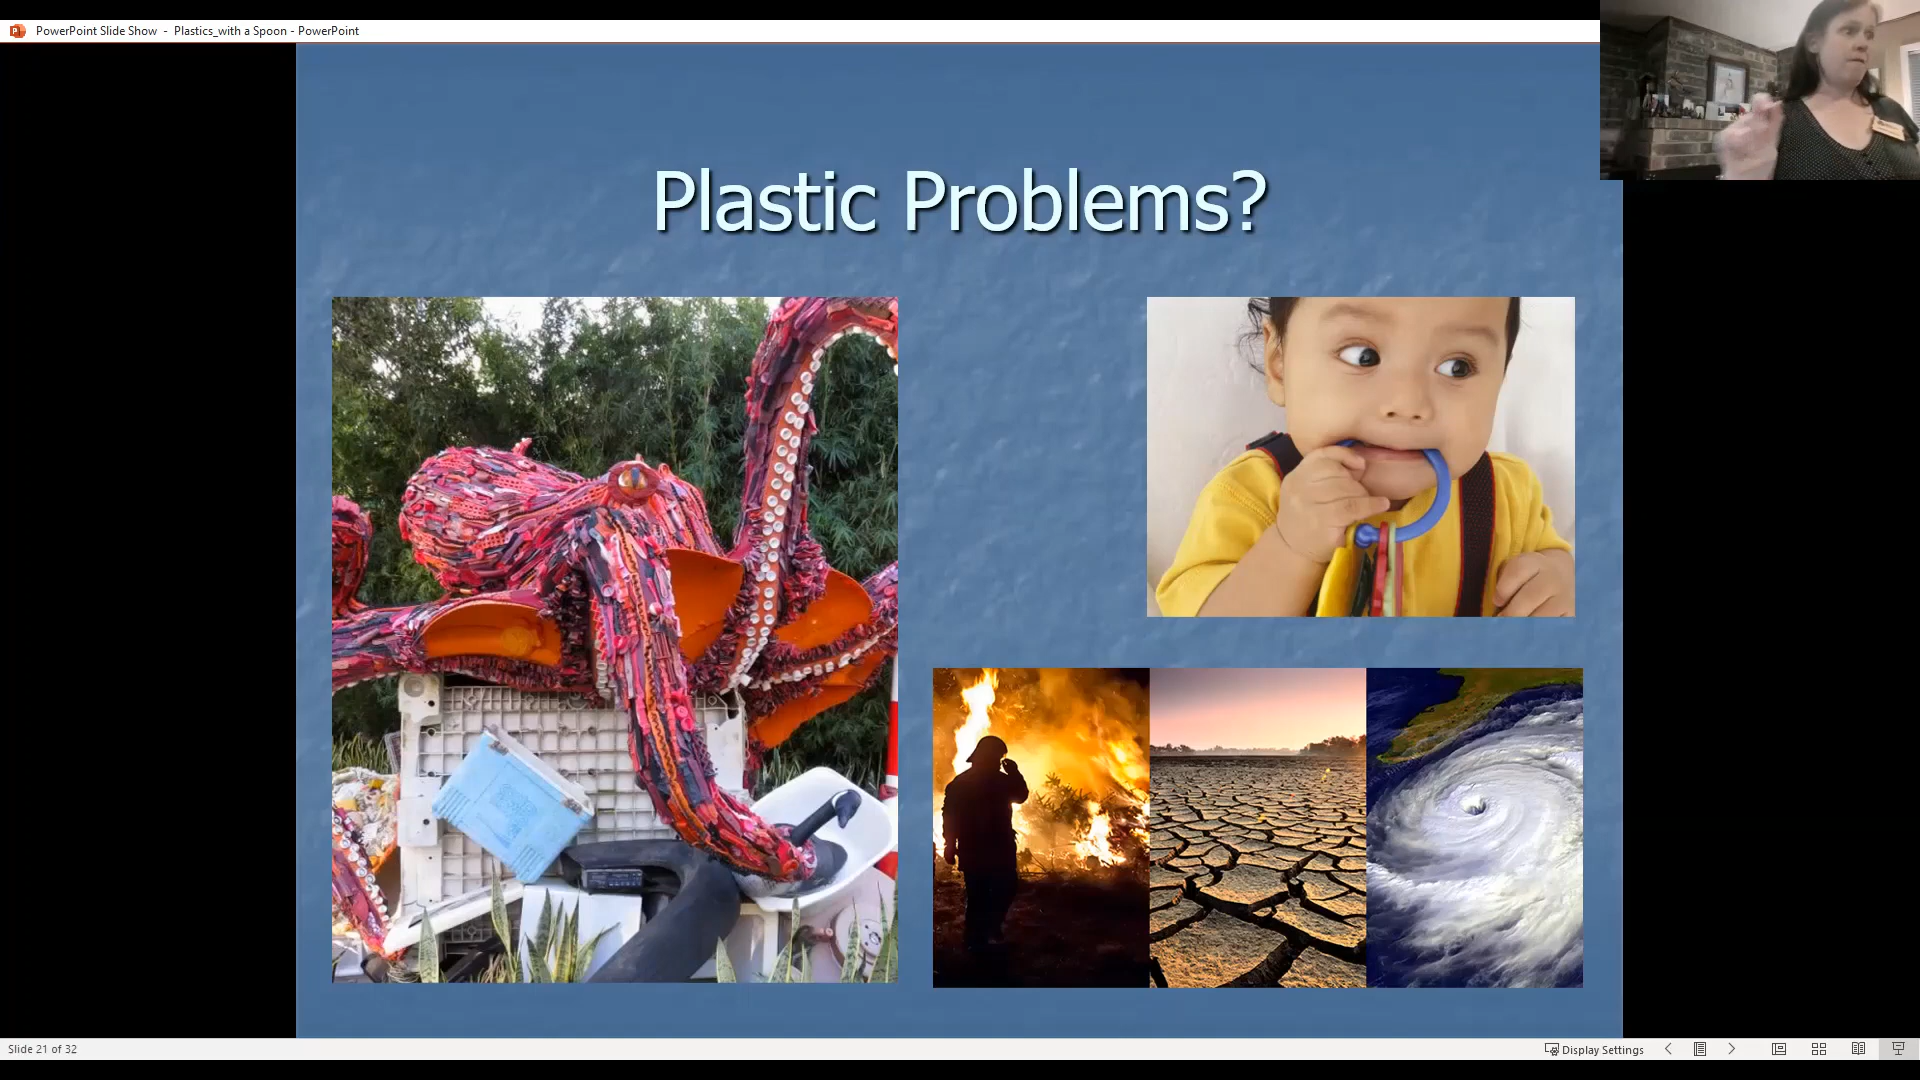 PowerPoint Slide Show - Plastics_with a Spoon - PowerPoint
Plastic Problems?
Slide 21 of 32
Display Settings